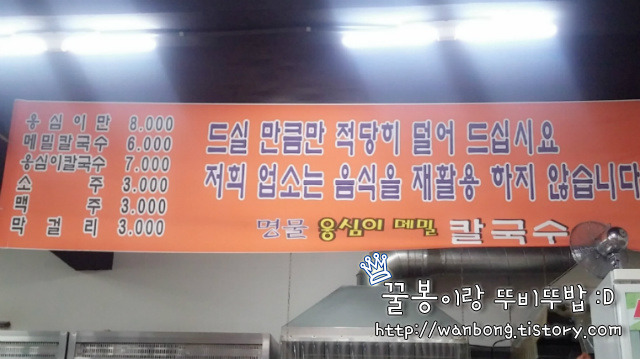 옹심이만 8.000
메밀칼국수 6.000
옹심이칼국수 7.000
소주 3.000
맥주 3.000
막걸리 3.000
드실 만큼만 적당히 덜어 드십시요
저희 업소는 음식을 재활용 하지 않습니다
명물 옹심이 메밀 칼국수
꿀봉이랑 뚜비뚜밥 :D
http://wanbong.tistory.com